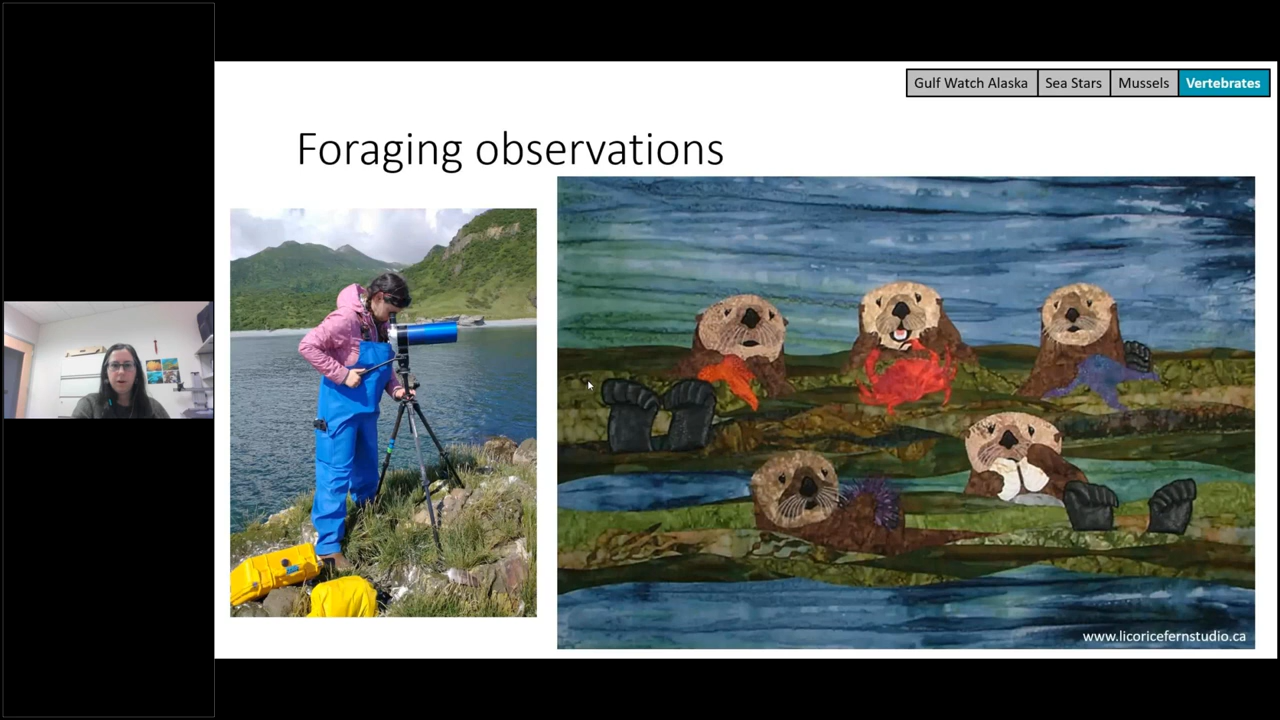 Gulf Watch Alaska
Sea Stars
Mussels
Vertebrates
Foraging observations
www.licoricefernstudio.ca